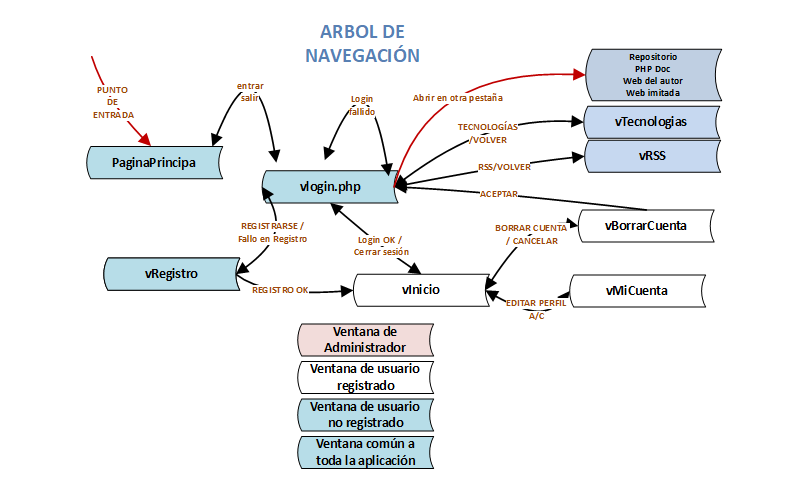 ARBOL DE
NAVEGACIÓN
PUNTO
DE
ENTRADA
entrar
salir
Login
fallido
Abrir en otra pestaña
Repositorio
PHP Doc
Web del autor
Web imitada
TECNOLOGÍAS
/VOLVER
vTecnologias
RSS/VOLVER
vRSS
PaginaPrincipa
vlogin.php
ACEPTAR
REGISTRARSE /
Fallo en Registro
Login OK /
Cerrar sesión
BORRAR CUENTA
/ CANCELAR
vBorrarCuenta
vRegistro
REGISTRO OK
vInicio
EDITAR PERFIL
A/C
vMiCuenta
Ventana de
Administrador
Ventana de usuario
registrado
Ventana de usuario
no registrado
Ventana común a
toda la aplicación